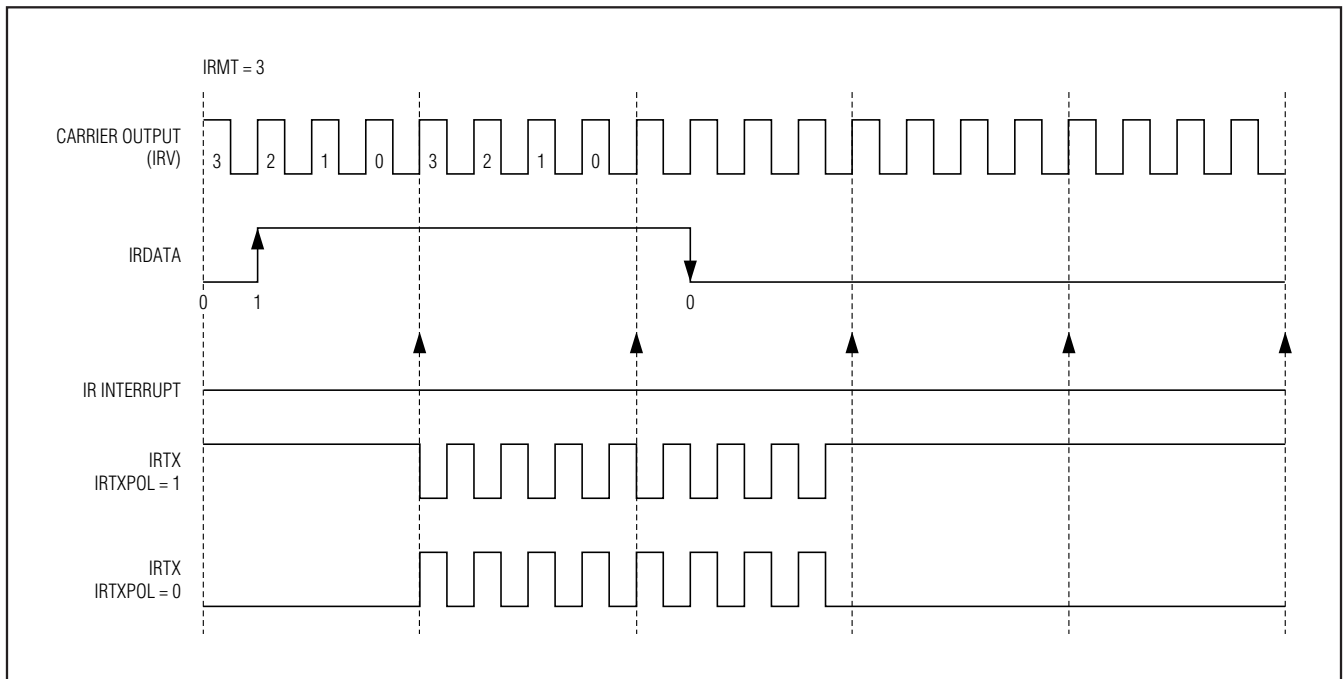 IRMT = 3
CARRIER OUTPUT
(IRV)
3 2 1 0 3 2 1 0
IRDATA
0 1 0
IR INTERRUPT
IRTX
IRTXPOL = 1
IRTX
IRTXPOL = 0